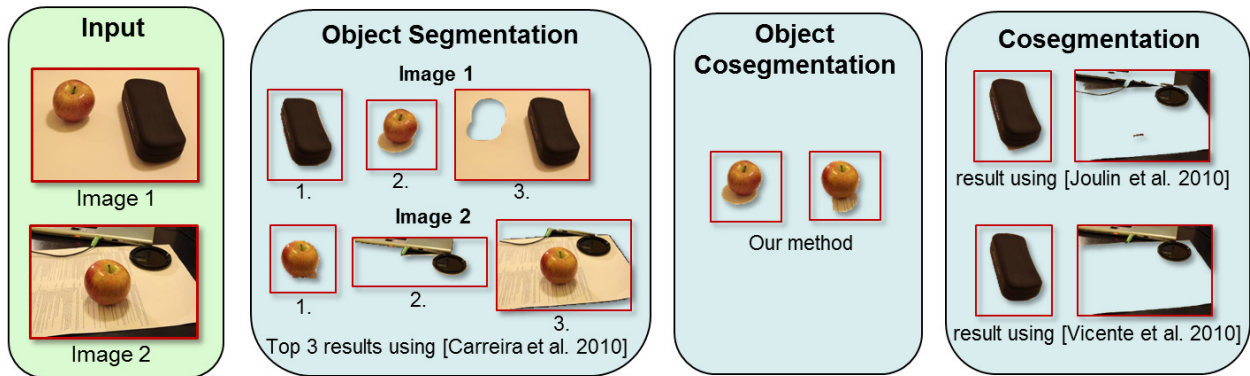 Input
Image 1
Image 2
Object Segmentation
Image 1
1.
2.
3.
Image 2
1.
2.
3.
Top 3 results using [Carreira et al. 2010]
Object
Cosegmentation
Our method
Cosegmentation
result using [Joulin et al. 2010]
result using [Vicente et al. 2010]